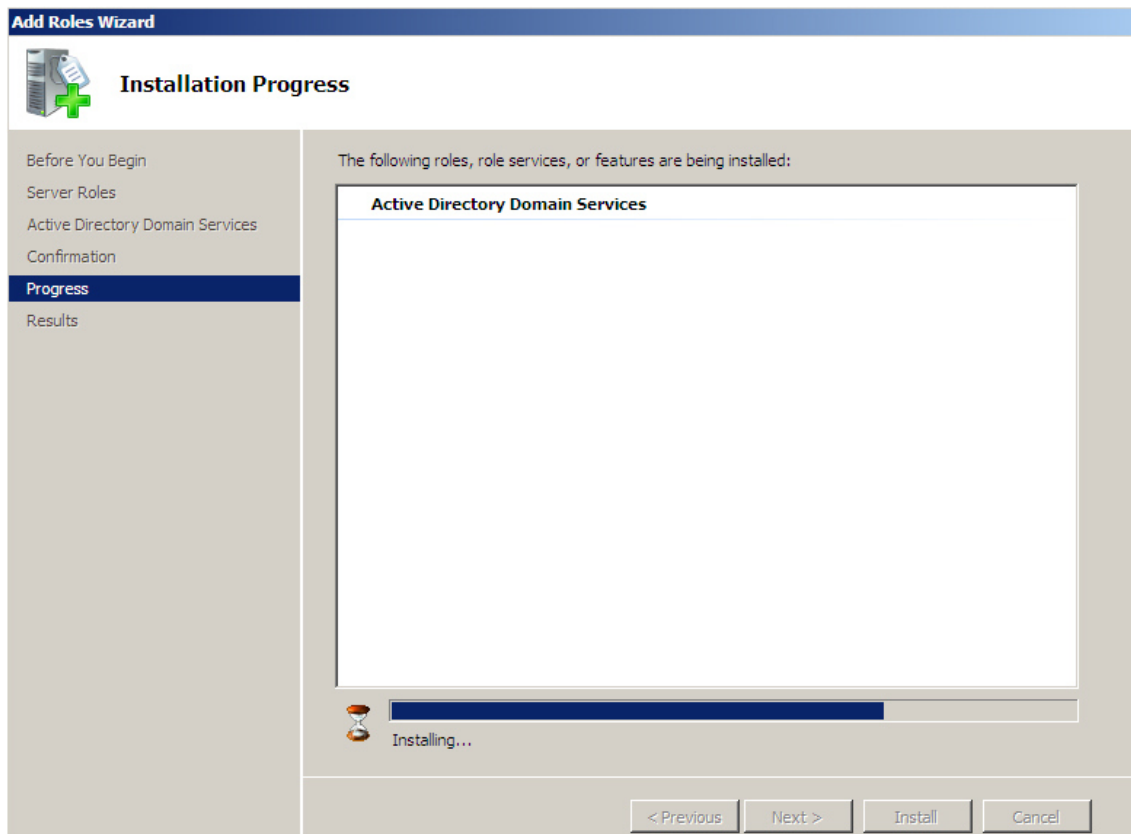 Add Roles Wizard
Installation Progress
Before You Begin
Server Roles
Active Directory Domain Services
Confirmation
Progress
Results
The following roles, role services, or features are being installed:
Active Directory Domain Services
Installing...
< Previous
Next >
Install
Cancel